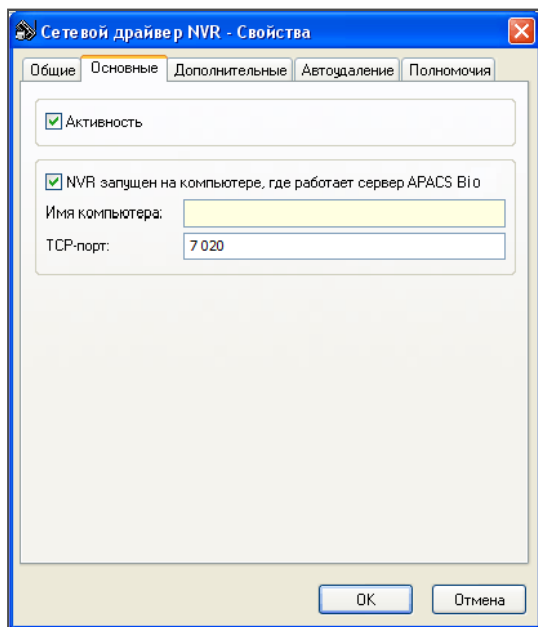 Сетевой драйвер NVR - Свойства
Общие Основные Дополнительные Автоудаление Полномочия
Активность
NVR запущен на компьютере, где работает сервер APACS Bio
Имя компьютера:
TCP-порт: 7 020
OK Отмена